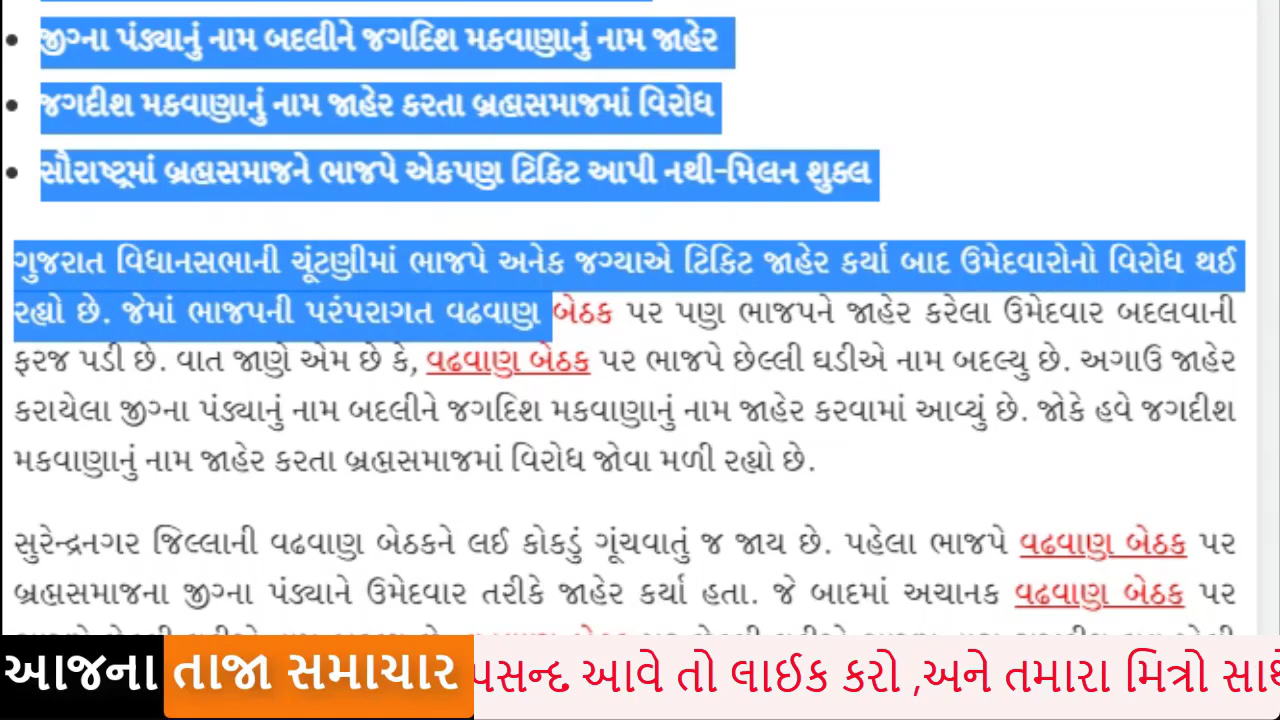 જીગ્ના પંડ્યાનું નામ બદલીને જગદિશ મકવાણાનું નામ જાહેર
જગદીશ મકવાણાનું નામ જાહેર કરતા બ્રહ્મસમાજમાં વિરોધ
સૌરાષ્ટ્રમાં બ્રહ્મસમાજને ભાજપે એકપણ ટિકિટ આપી નથી-મિલન શુક્લ
ગુજરાત વિધાનસભાની ચૂંટણીમાં ભાજપે અનેક જગ્યાએ ટિકિટ જાહેર કર્યા બાદ ઉમેદવારોનો વિરોધ થઈ
રહ્યો છે. જેમાં ભાજપની પરંપરાગત વઢવાણ બેઠક પર પણ ભાજપને જાહેર કરેલા ઉમેદવાર બદલવાની
ફરજ પડી છે. વાત જાણે એમ છે કે, વઢવાણ બેઠક પર ભાજપે છેલ્લી ઘડીએ નામ બદલ્યુ છે. અગાઉ જાહેર
કરાયેલા જીગ્ના પંડ્યાનું નામ બદલીને જગદિશ મકવાણાનું નામ જાહેર કરવામાં આવ્યું છે. જોકે હવે જગદીશ
મકવાણાનું નામ જાહેર કરતા બ્રહ્મસમાજમાં વિરોધ જોવા મળી રહ્યો છે.
સુરેન્દ્રનગર જિલ્લાની વઢવાણ બેઠકને લઈ કોકડું ગૂંચવાતું જ જાય છે. પહેલા ભાજપે વઢવાણ બેઠક પર
બ્રહ્મસમાજના જીગ્ના પંડ્યાને ઉમેદવાર તરીકે જાહેર કર્યા હતા. જે બાદમાં અચાનક વઢવાણ બેઠક પર
આજના તાજા સમાચાર પસન્દ આવે તો લાઈક કરો ,અને તમારા મિત્રો